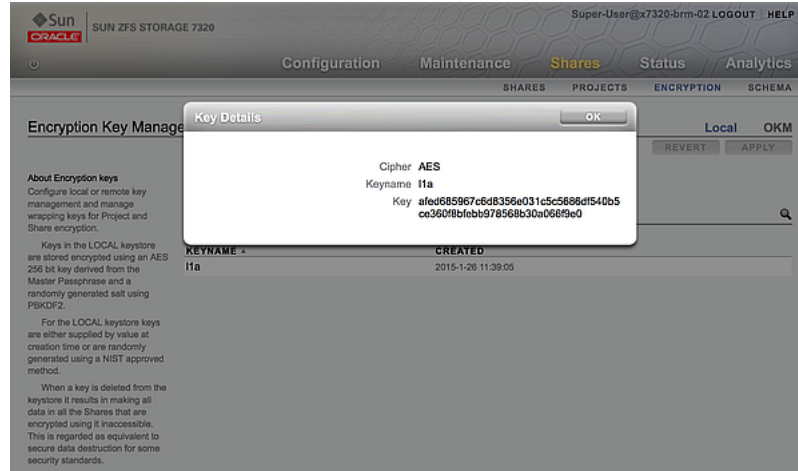 Sun
ORACLE
SUN ZFS STORAGE 7320
Super-User@x7320-brm-02 LOGOUT HELP
Configuration Maintenance Shares Status Analytics
SHARES PROJECTS ENCRYPTION SCHEMA
Encryption Key Manage
Key Details
OK
Local OKM
REVERT APPLY
Cipher AES
Keyname l1a
Key afed685967c6d8356e031c5c5686df540b5
ce360f8bfebb978568b30a066f9e0
KEYNAME CREATED
l1a 2015-1-26 11:39:05
About Encryption keys
Configure local or remote key
management and manage
wrapping keys for Project and
Share encryption.
Keys in the LOCAL keystore
are stored encrypted using an AES
256 bit key derived from the
Master Passphrase and a
randomly generated salt using
PBKDF2.
For the LOCAL keystore keys
are either supplied by value at
creation time or are randomly
generated using a NIST approved
method.
When a key is deleted from the
keystore it results in making all
data in all the Shares that are
encrypted using it inaccessible.
This is regarded as equivalent to
secure data destruction for some
security standards.